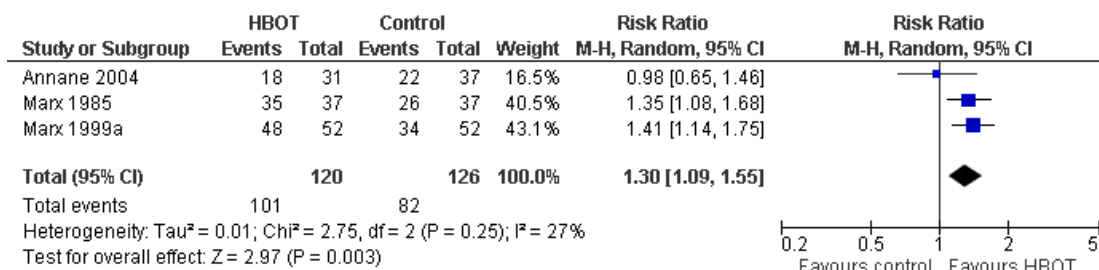 HBOT Control Risk Ratio Risk Ratio
Study or Subgroup Events Total Events Total Weight M-H, Random, 95% CI M-H, Random, 95% CI
Annane 2004 18 31 22 37 16.5% 0.98 [0.65, 1.46]
Marx 1985 35 37 26 37 40.5% 1.35 [1.08, 1.68]
Marx 1999a 48 52 34 52 43.1% 1.41 [1.14, 1.75]
Total (95% CI) 120 126 100.0% 1.30 [1.09, 1.55]
Total events 101 82
Heterogeneity: Tau² = 0.01; Chi² = 2.75, df = 2 (P = 0.25); I² = 27%
Test for overall effect: Z = 2.97 (P = 0.003)
0.2 0.5 1 2 5
Favours control Favours HBOT